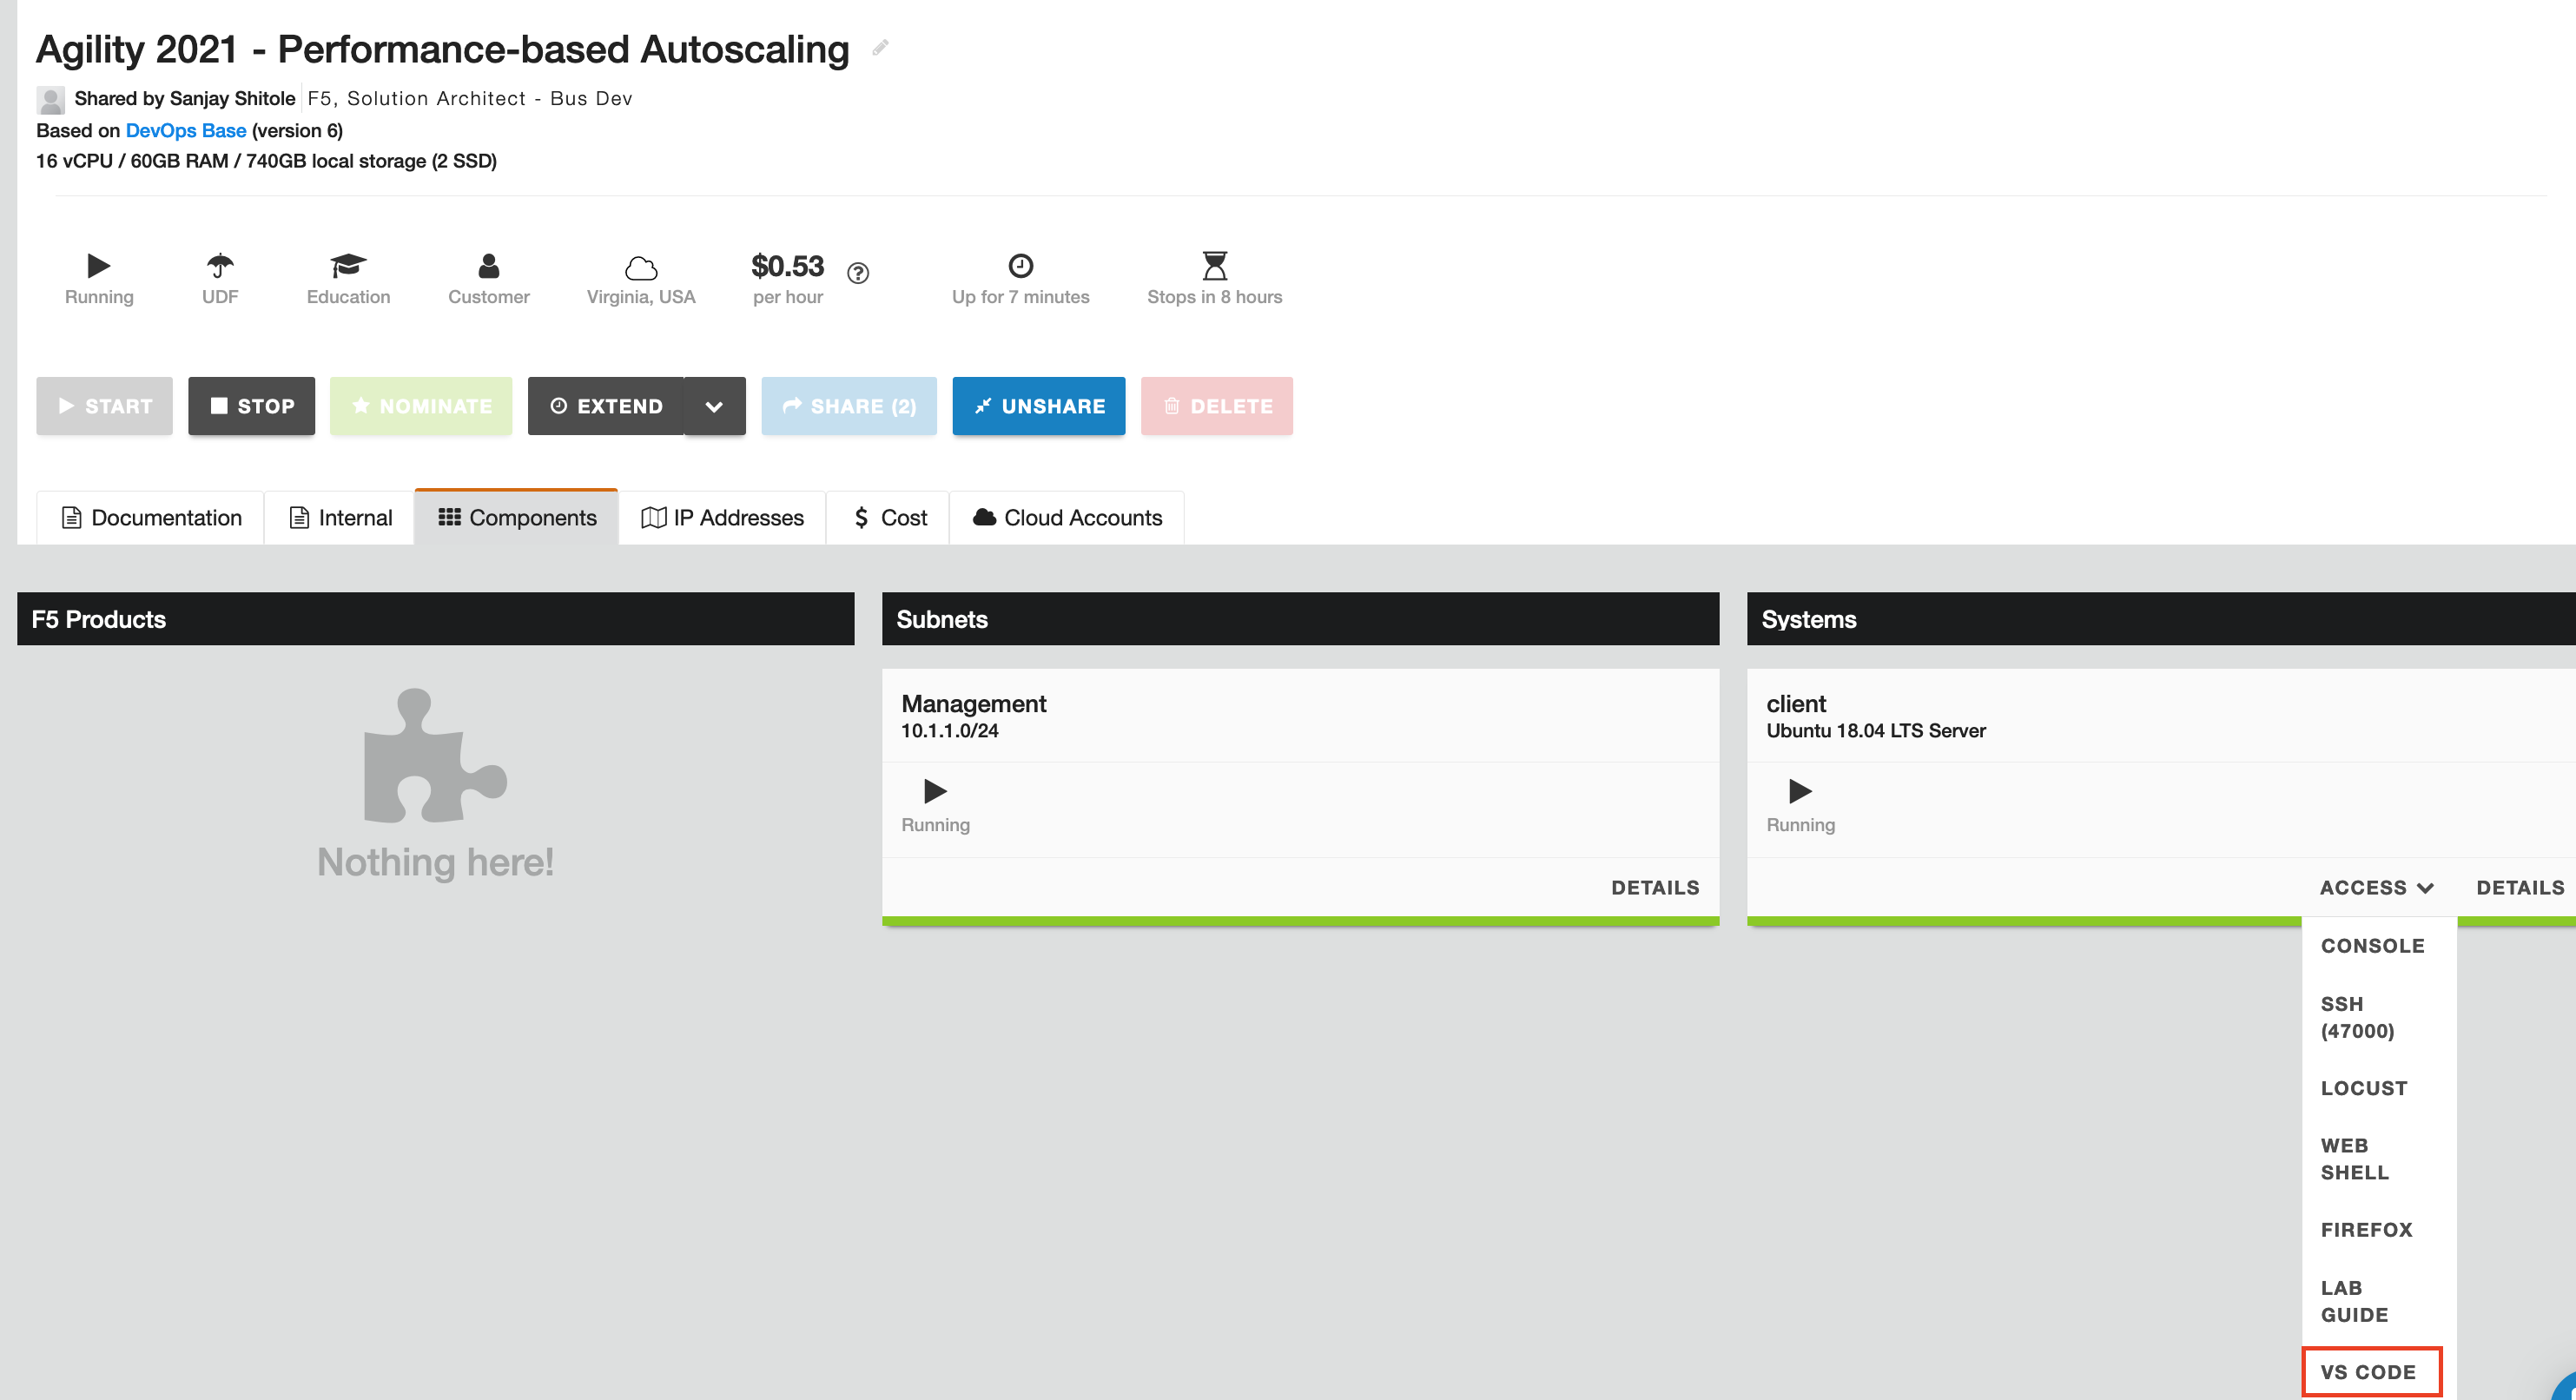 Agility 2021 - Performance-based Autoscaling
Shared by Sanjay Shitole F5, Solution Architect - Bus Dev
Based on DevOps Base (version 6)
16 vCPU / 60GB RAM / 740GB local storage (2 SSD)
Running
UDF
Education
Customer
Virginia, USA
$0.53
per hour
Up for 7 minutes
Stops in 8 hours
START
STOP
NOMINATE
EXTEND
SHARE (2)
UNSHARE
DELETE
Documentation
Internal
Components
IP Addresses
Cost
Cloud Accounts
F5 Products
Nothing here!
Subnets
Management
10.1.1.0/24
Running
DETAILS
Systems
client
Ubuntu 18.04 LTS Server
Running
ACCESS
DETAILS
CONSOLE
SSH
(47000)
LOCUST
WEB
SHELL
FIREFOX
LAB
GUIDE
VS CODE